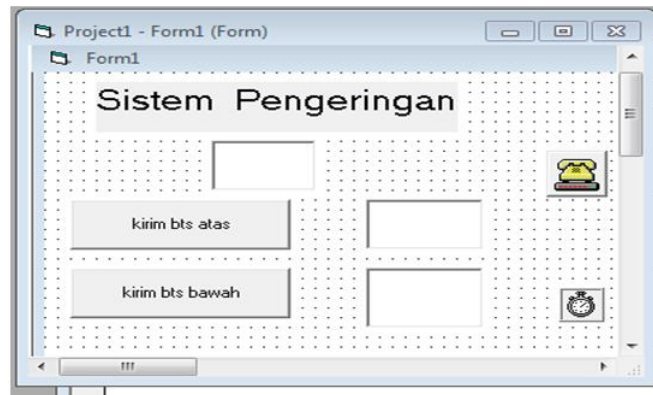 Project1 - Form1 (Form)
Form1
Sistem Pengeringan
kirim bts atas
kirim bts bawah